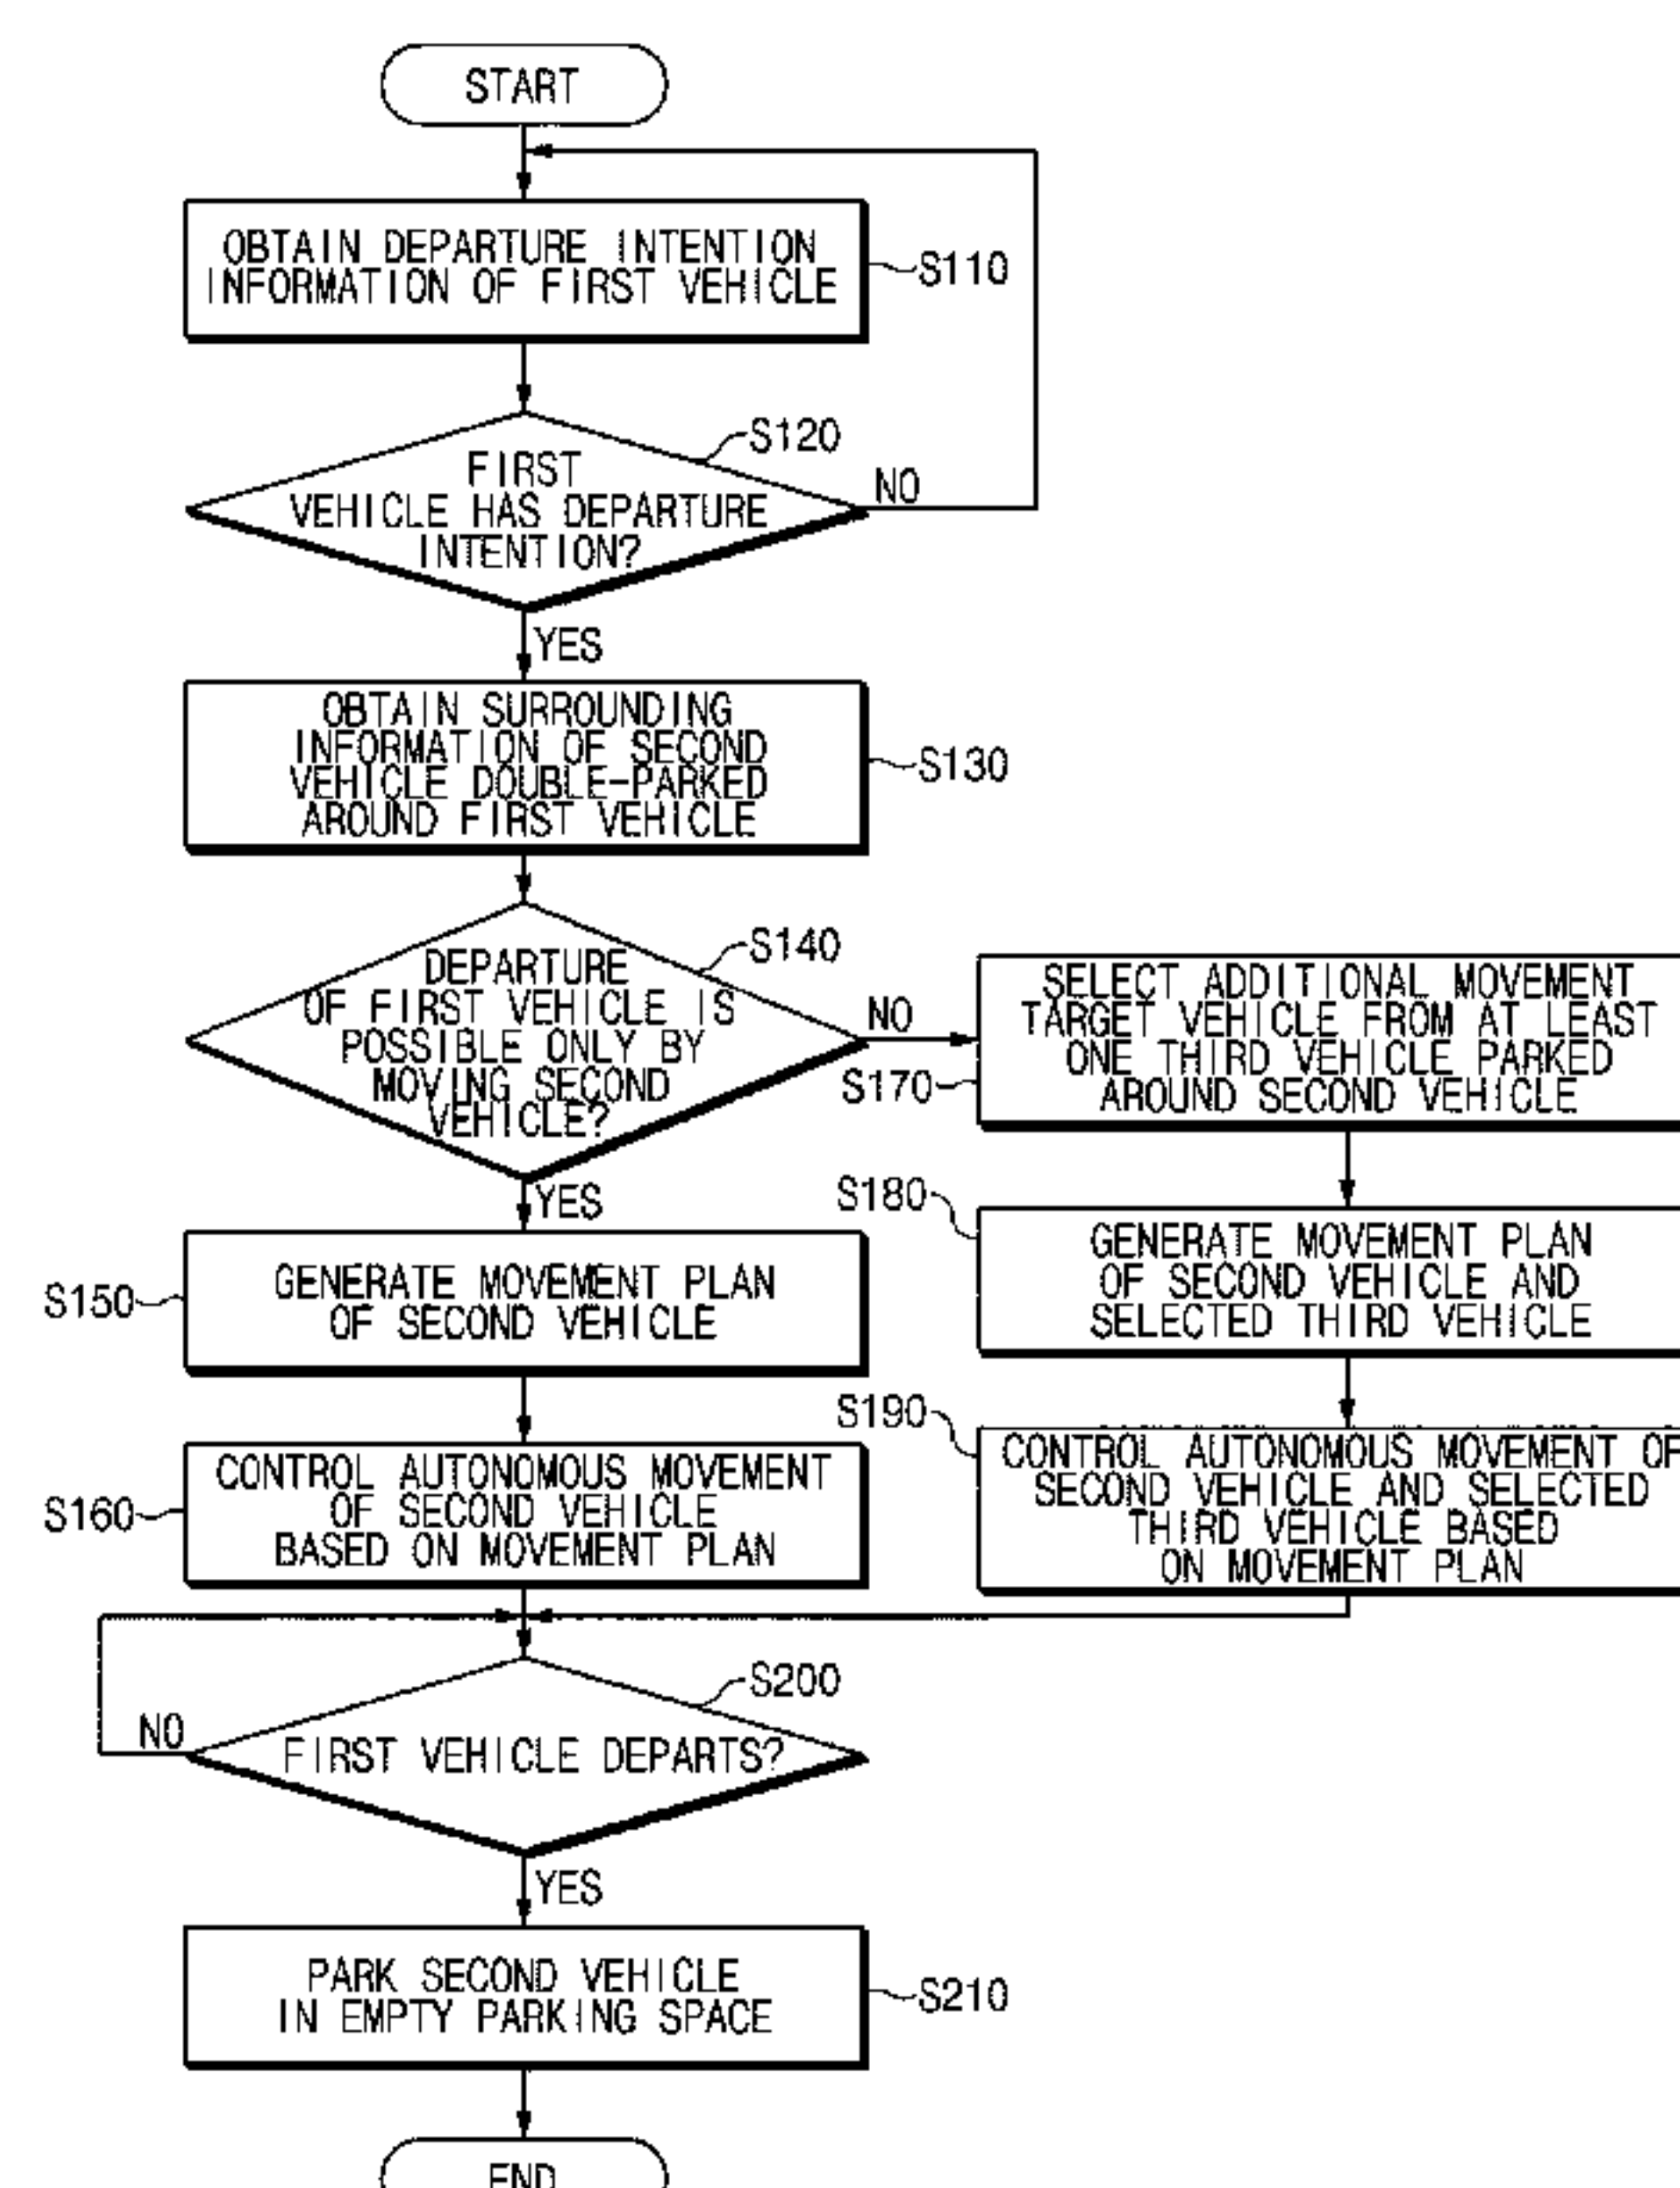 START
OBTAIN DEPARTURE INTENTION
INFORMATION OF FIRST VEHICLE
S110
S120
FIRST
VEHICLE HAS DEPARTURE
INTENTION?
NO
YES
OBTAIN SURROUNDING
INFORMATION OF SECOND
VEHICLE DOUBLE-PARKED
AROUND FIRST VEHICLE
S130
S140
DEPARTURE
OF FIRST VEHICLE IS
POSSIBLE ONLY BY
MOVING SECOND
VEHICLE?
NO
YES
SELECT ADDITIONAL MOVEMENT
TARGET VEHICLE FROM AT LEAST
ONE THIRD VEHICLE PARKED
AROUND SECOND VEHICLE
S170
S180
GENERATE MOVEMENT PLAN
OF SECOND VEHICLE AND
SELECTED THIRD VEHICLE
S150
GENERATE MOVEMENT PLAN
OF SECOND VEHICLE
S190
CONTROL AUTONOMOUS MOVEMENT OF
SECOND VEHICLE AND SELECTED
THIRD VEHICLE BASED
ON MOVEMENT PLAN
S160
CONTROL AUTONOMOUS MOVEMENT
OF SECOND VEHICLE
BASED ON MOVEMENT PLAN
S200
NO
FIRST VEHICLE DEPARTS?
YES
PARK SECOND VEHICLE
IN EMPTY PARKING SPACE
S210
END